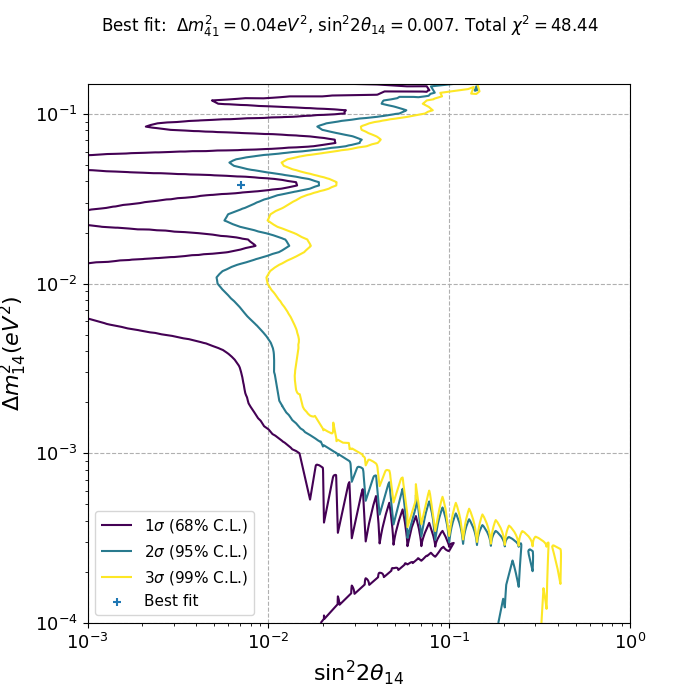 Best fit: Δm²₄₁ = 0.04eV², sin²2θ₁₄ = 0.007. Total χ² = 48.44
Δm²₁₄(eV²)
10⁻¹
10⁻²
10⁻³
10⁻⁴
1σ (68% C.L.)
2σ (95% C.L.)
3σ (99% C.L.)
Best fit
10⁻³
10⁻²
10⁻¹
10⁰
sin²2θ₁₄